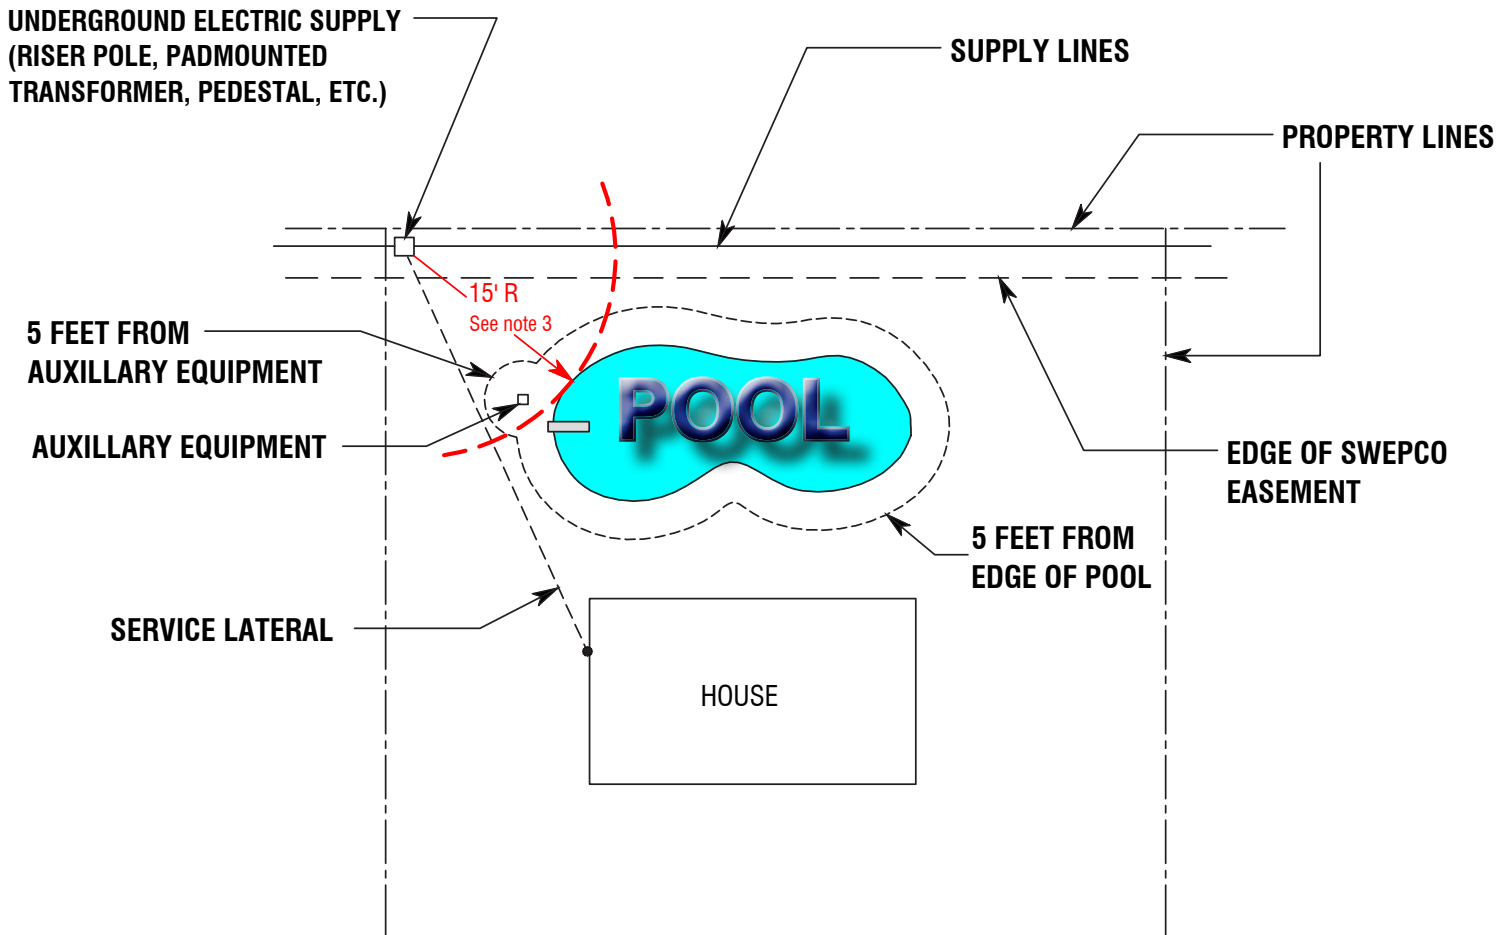 UNDERGROUND ELECTRIC SUPPLY
(RISER POLE, PADMOUNTED
TRANSFORMER, PEDESTAL, ETC.)
SUPPLY LINES
PROPERTY LINES
15' R
See note 3
5 FEET FROM
AUXILLARY EQUIPMENT
POOL
AUXILLARY EQUIPMENT
EDGE OF SWEPCO
EASEMENT
5 FEET FROM
EDGE OF POOL
SERVICE LATERAL
HOUSE